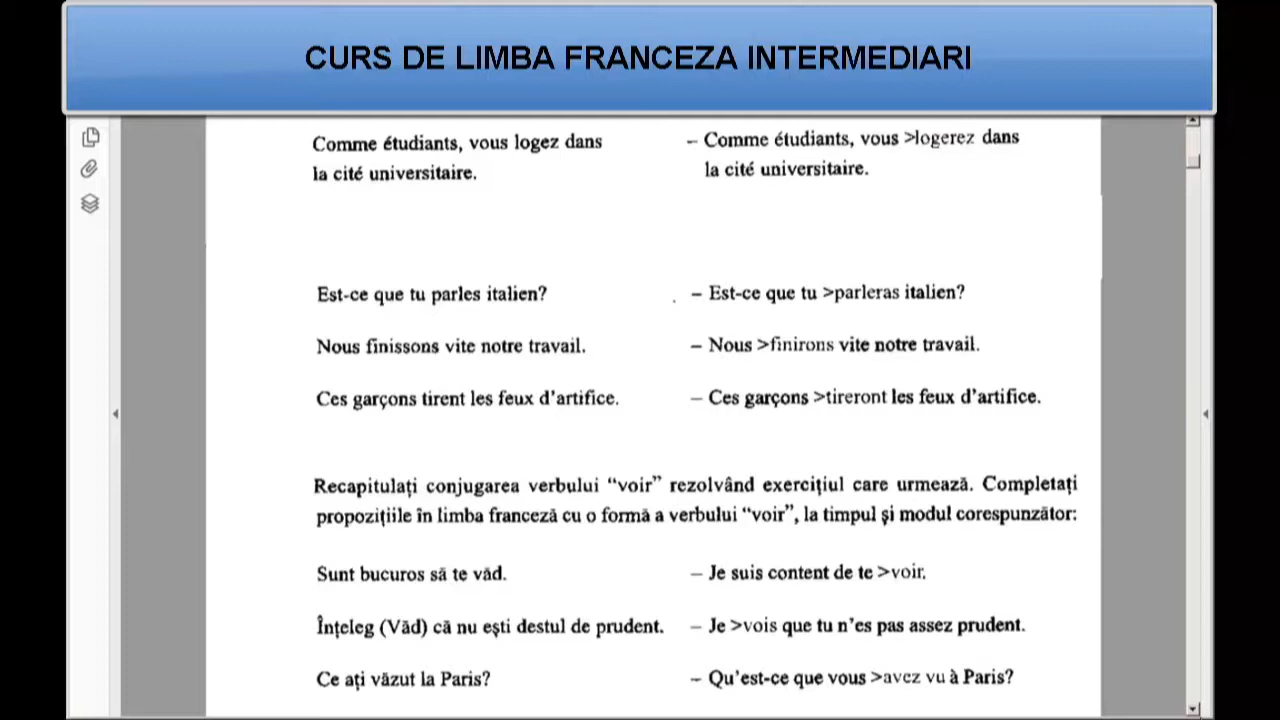 CURS DE LIMBA FRANCEZA INTERMEDIARI
Comme étudiants, vous logez dans
la cité universitaire.
– Comme étudiants, vous >logerez dans
la cité universitaire.
Est-ce que tu parles italien?
– Est-ce que tu >parleras italien?
Nous finissons vite notre travail.
– Nous >finirons vite notre travail.
Ces garçons tirent les feux d’artifice.
– Ces garçons >tireront les feux d’artifice.
Recapitulați conjugarea verbului “voir” rezolvând exercițiul care urmează. Completați
propozițiile în limba franceză cu o formă a verbului “voir”, la timpul și modul corespunzător:
Sunt bucuros să te văd.
– Je suis content de te >voir.
Înțeleg (Văd) că nu ești destul de prudent.
– Je >vois que tu n’es pas assez prudent.
Ce ați văzut la Paris?
– Qu’est-ce que vous >avez vu à Paris?